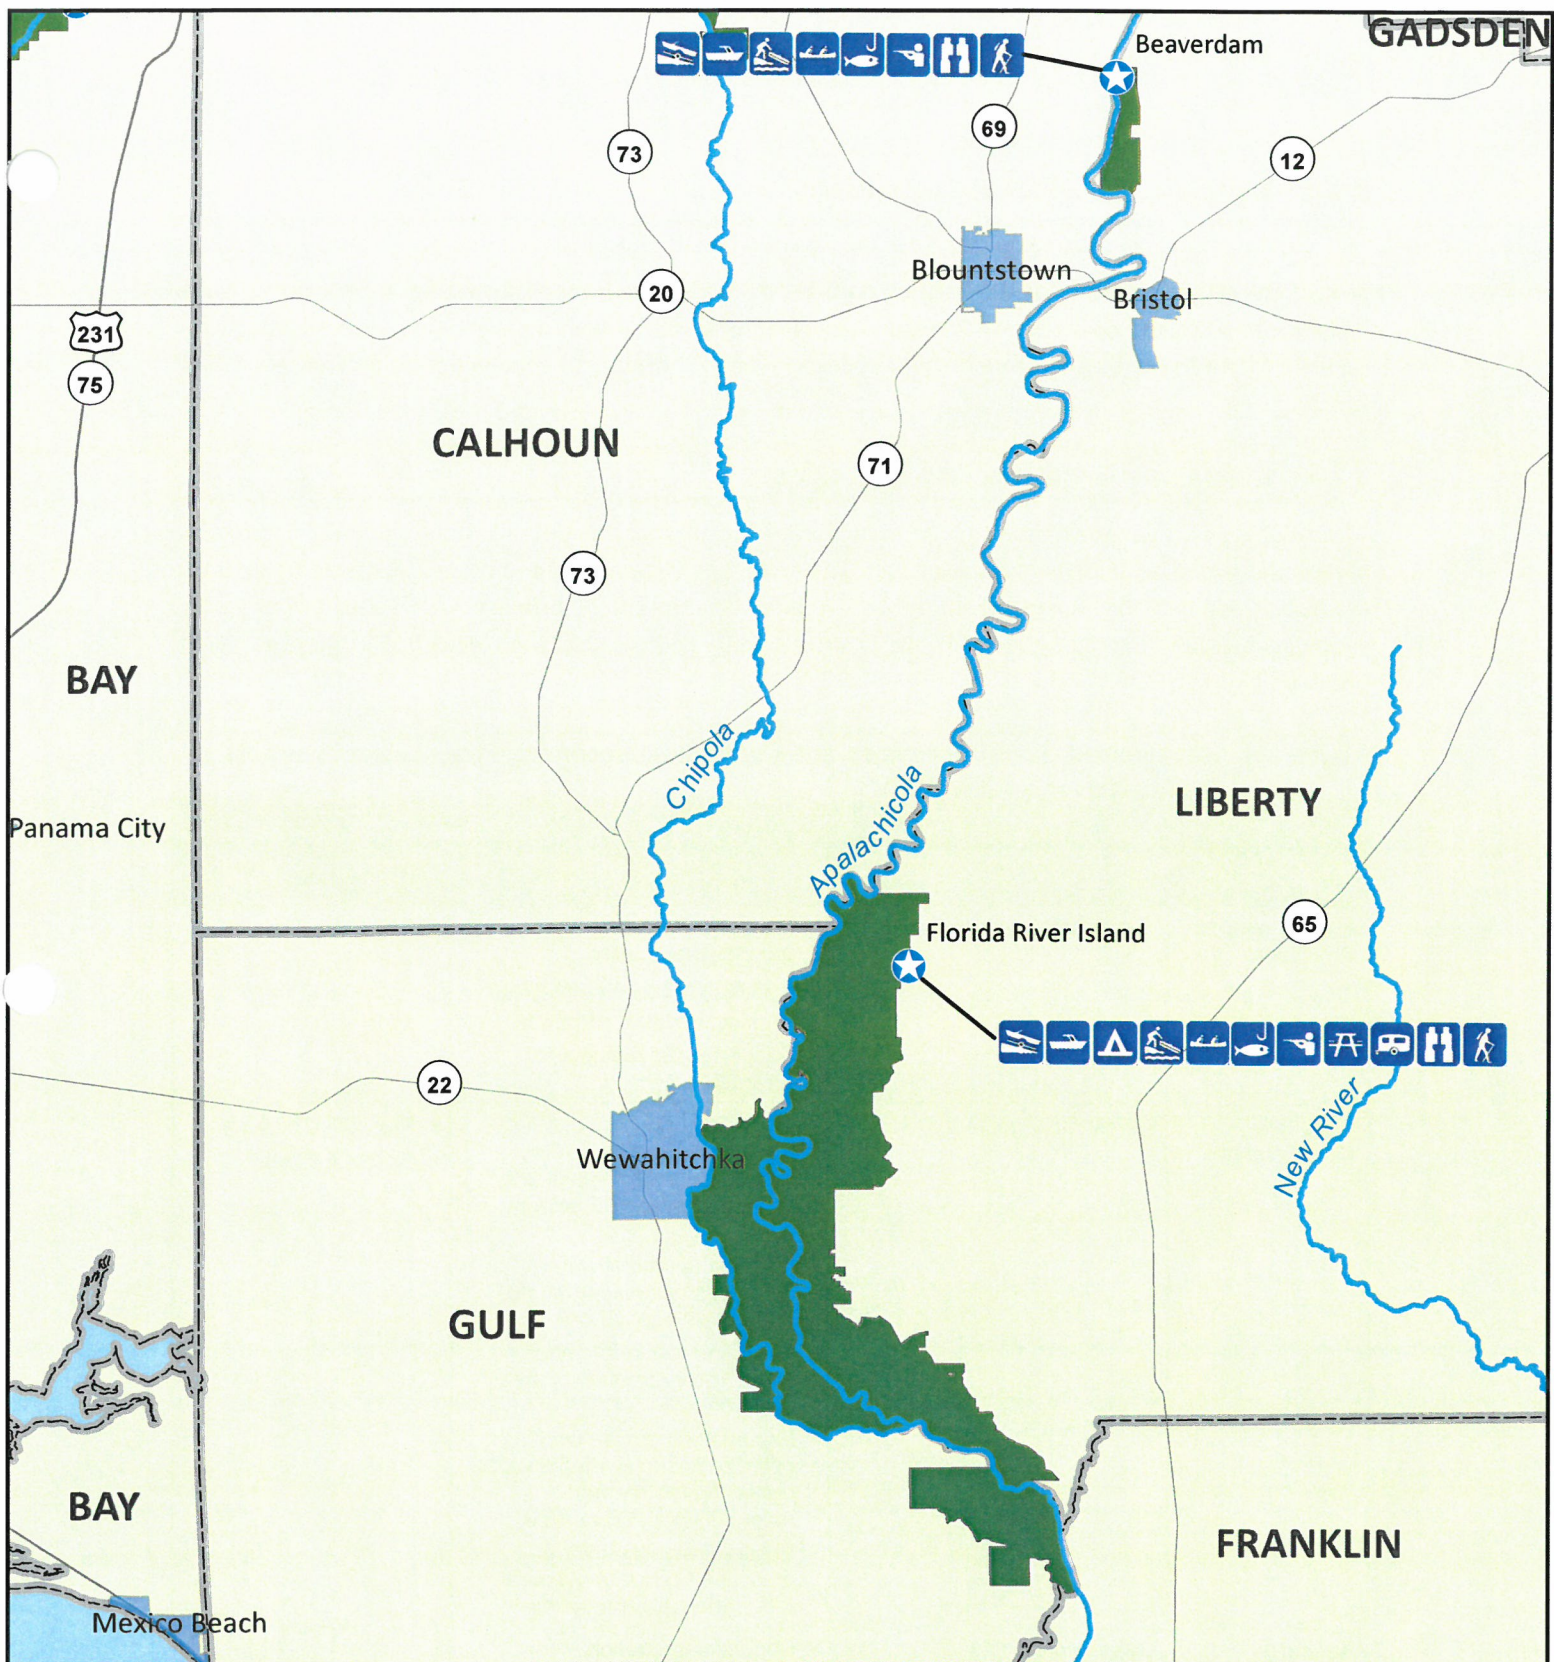 GADSDEN
Beaverdam
69
73
12
Blountstown
20
Bristol
231
75
CALHOUN
71
73
BAY
Chipola
Apalachicola
LIBERTY
Panama City
65
Florida River Island
22
New River
Wewahitchka
GULF
BAY
FRANKLIN
Mexico Beach